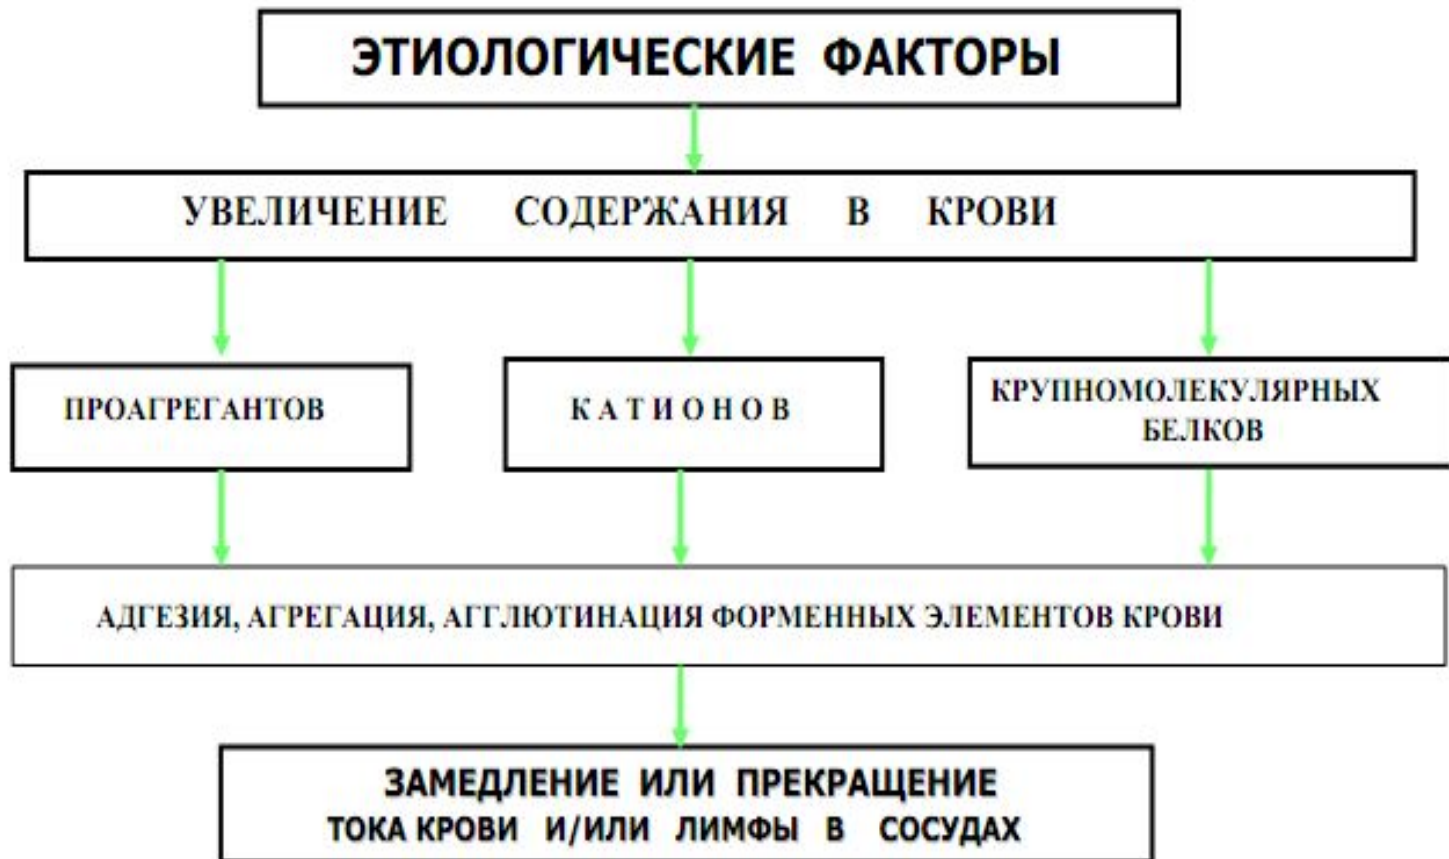 ЭТИОЛОГИЧЕСКИЕ ФАКТОРЫ
УВЕЛИЧЕНИЕ СОДЕРЖАНИЯ В КРОВИ
ПРОАГРЕГАНТОВ
К А Т И О Н О В
КРУПНОМОЛЕКУЛЯРНЫХ
БЕЛКОВ
АДГЕЗИЯ, АГРЕГАЦИЯ, АГГЛЮТИНАЦИЯ ФОРМЕННЫХ ЭЛЕМЕНТОВ КРОВИ
ЗАМЕДЛЕНИЕ ИЛИ ПРЕКРАЩЕНИЕ
ТОКА КРОВИ И/ИЛИ ЛИМФЫ В СОСУДАХ